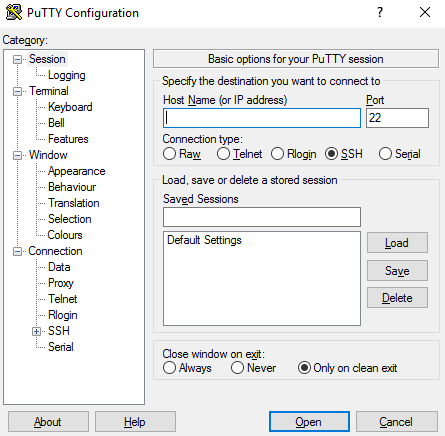 PuTTY Configuration
Category:
Session
Logging
Terminal
Keyboard
Bell
Features
Window
Appearance
Behaviour
Translation
Selection
Colours
Connection
Data
Proxy
Telnet
Rlogin
SSH
Serial
Basic options for your PuTTY session
Specify the destination you want to connect to
Host Name (or IP address) Port
22
Connection type:
Raw Telnet Rlogin SSH Serial
Load, save or delete a stored session
Saved Sessions
Default Settings
Load
Save
Delete
Close window on exit:
Always Never Only on clean exit
About Help Open Cancel